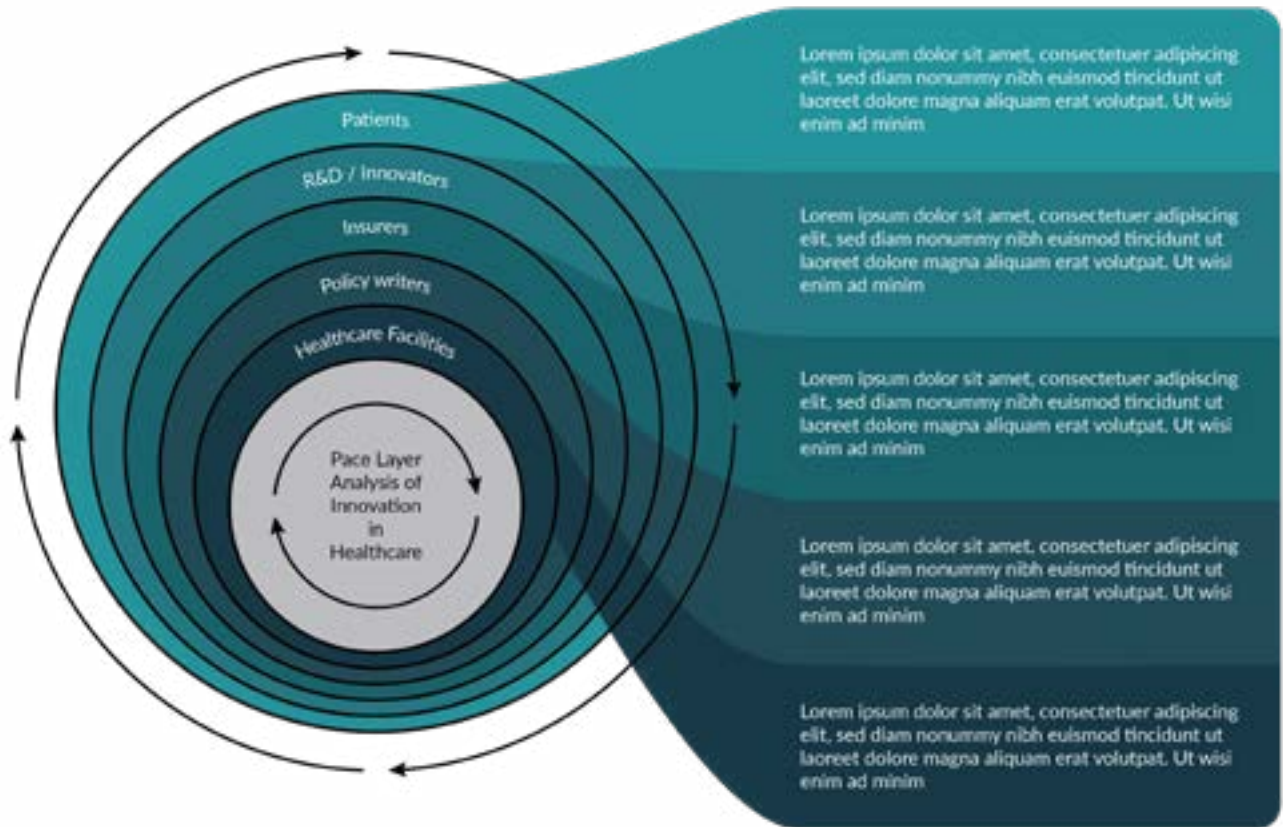 Patients
R&D / Innovators
Insurers
Policy writers
Healthcare Facilities
Pace Layer
Analysis of
Innovation
in
Healthcare
Lorem ipsum dolor sit amet, consectetuer adipiscing
elit, sed diam nonummy nibh euismod tincidunt ut
laoreet dolore magna aliquam erat volutpat. Ut wisi
enim ad minim
Lorem ipsum dolor sit amet, consectetuer adipiscing
elit, sed diam nonummy nibh euismod tincidunt ut
laoreet dolore magna aliquam erat volutpat. Ut wisi
enim ad minim
Lorem ipsum dolor sit amet, consectetuer adipiscing
elit, sed diam nonummy nibh euismod tincidunt ut
laoreet dolore magna aliquam erat volutpat. Ut wisi
enim ad minim
Lorem ipsum dolor sit amet, consectetuer adipiscing
elit, sed diam nonummy nibh euismod tincidunt ut
laoreet dolore magna aliquam erat volutpat. Ut wisi
enim ad minim
Lorem ipsum dolor sit amet, consectetuer adipiscing
elit, sed diam nonummy nibh euismod tincidunt ut
laoreet dolore magna aliquam erat volutpat. Ut wisi
enim ad minim